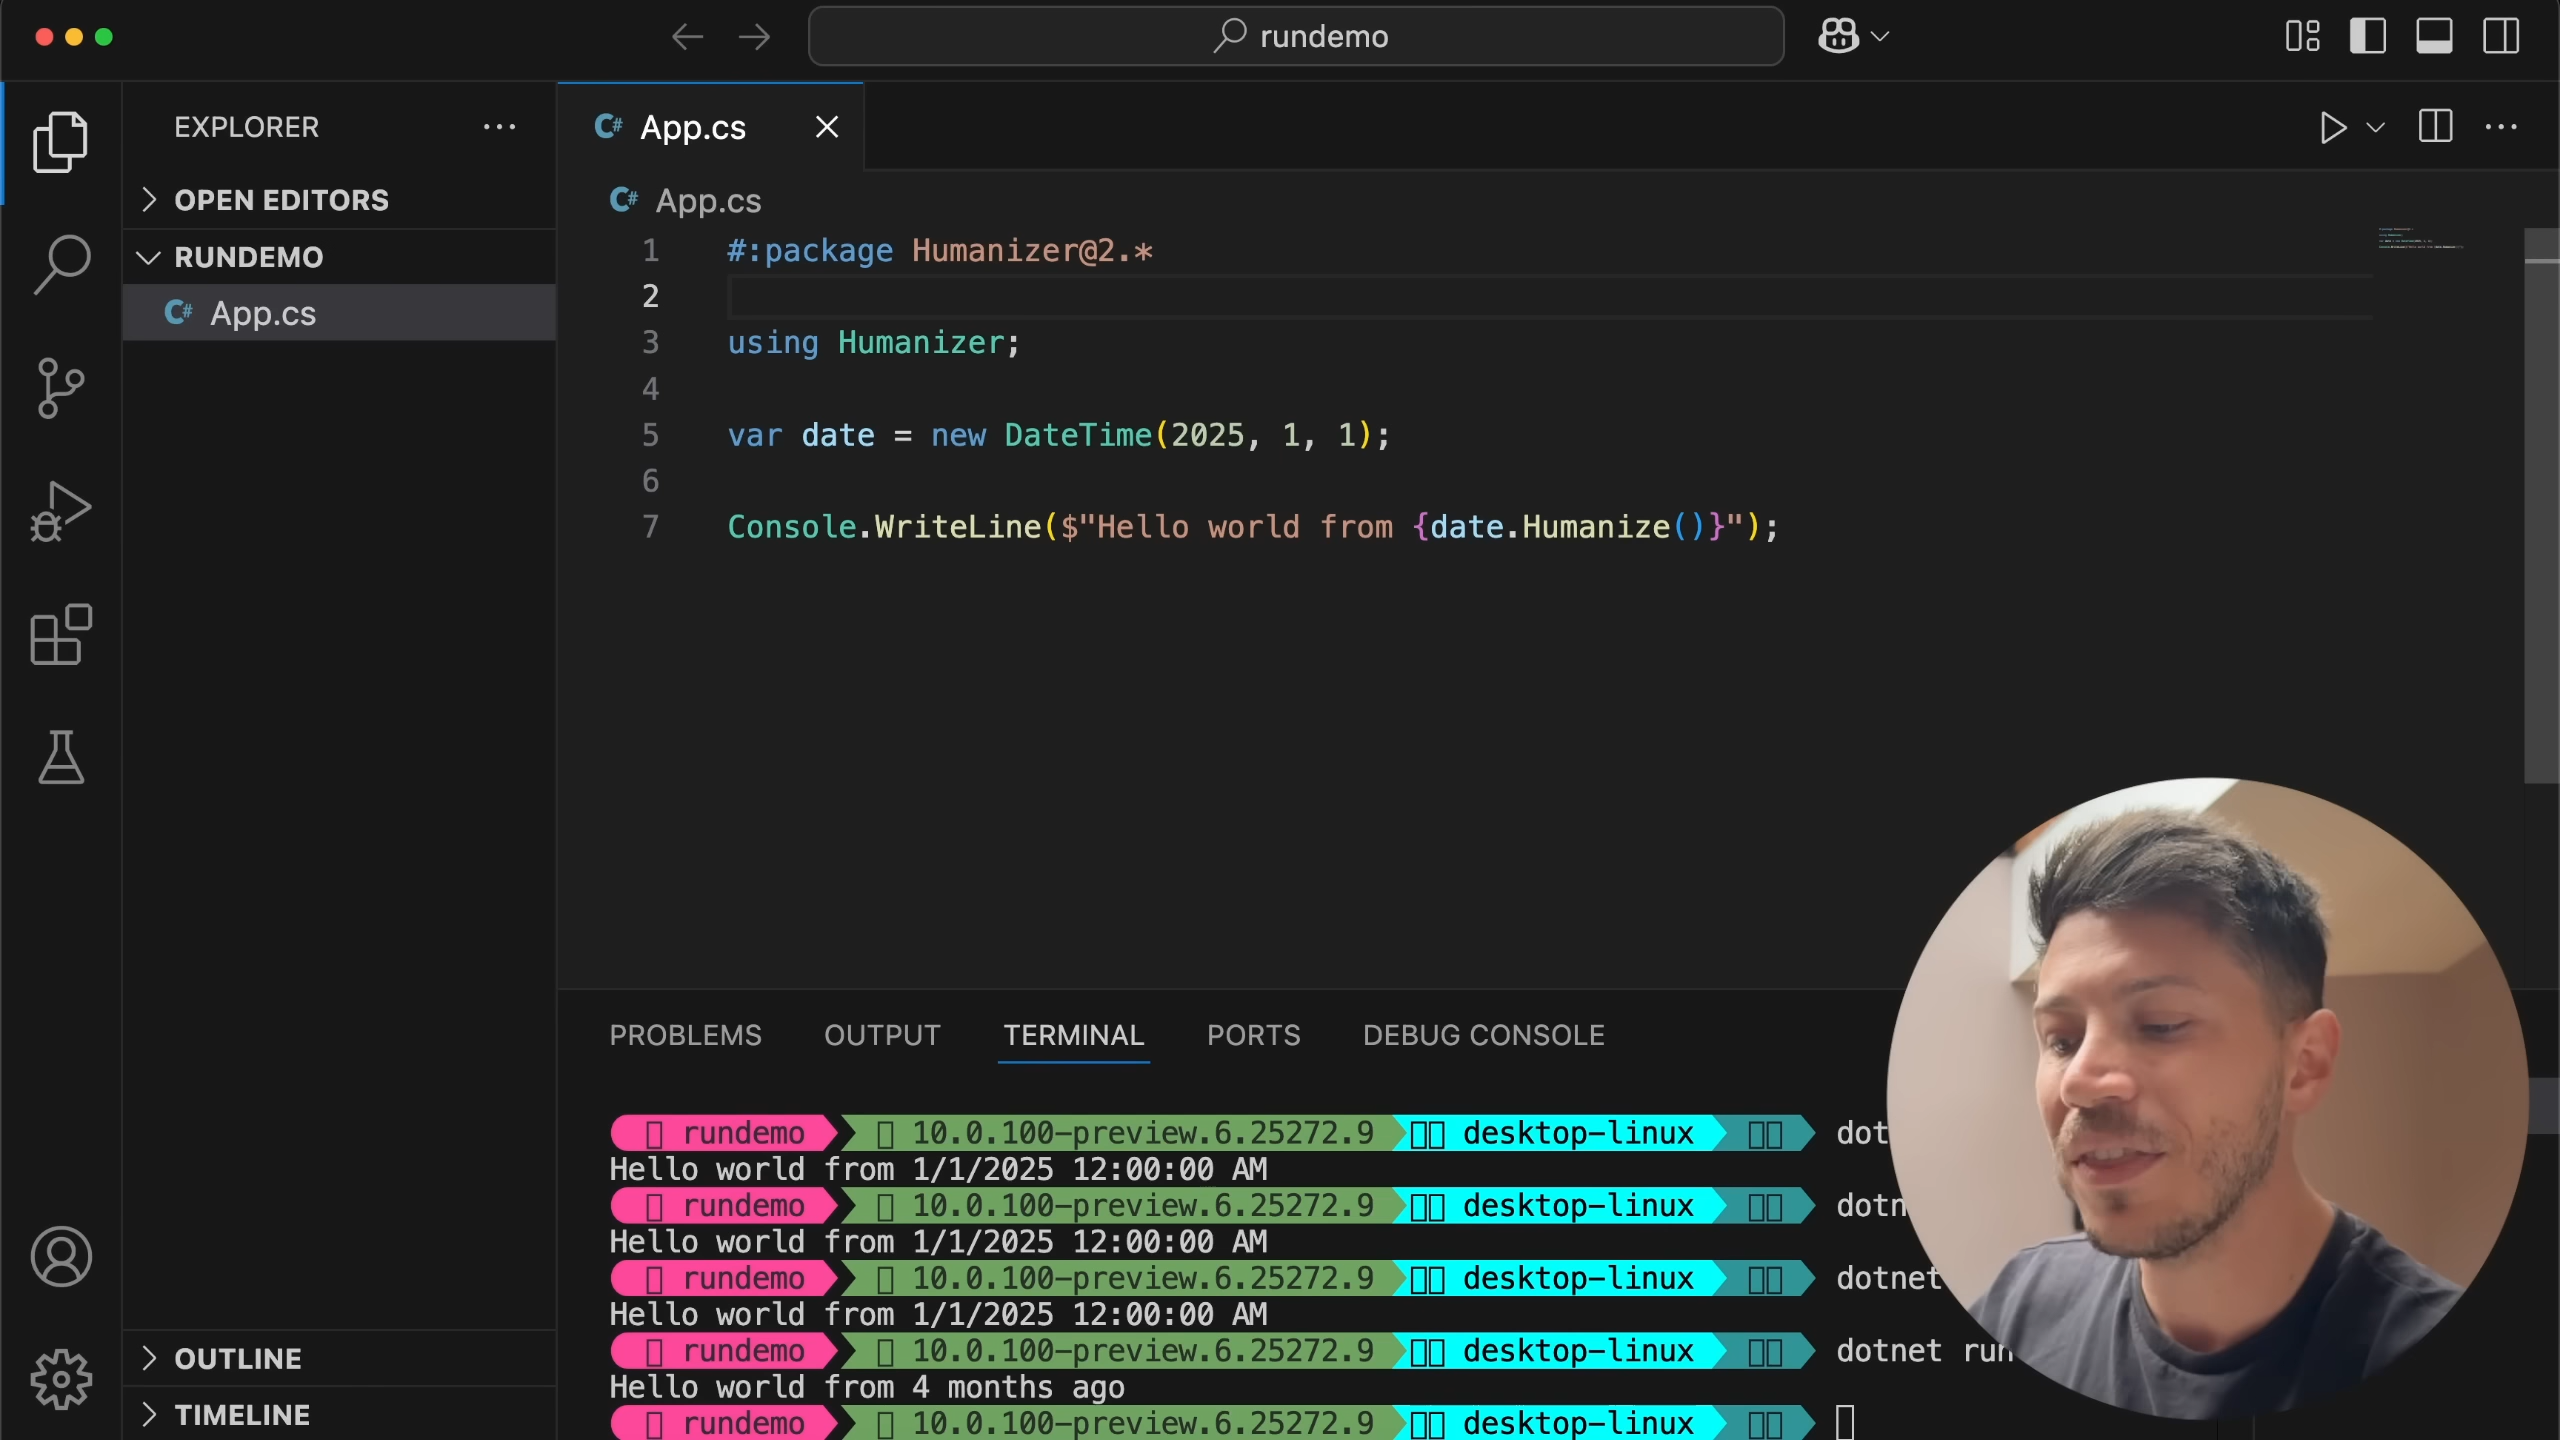 rundemo
EXPLORER
OPEN EDITORS
RUNDEMO
C# App.cs
OUTLINE
TIMELINE
C# App.cs
C# App.cs
1 #:package Humanizer@2.*
2
3 using Humanizer;
4
5 var date = new DateTime(2025, 1, 1);
6
7 Console.WriteLine($"Hello world from {date.Humanize()}");
PROBLEMS OUTPUT TERMINAL PORTS DEBUG CONSOLE
rundemo 10.0.100-preview.6.25272.9 desktop-linux dot
Hello world from 1/1/2025 12:00:00 AM
rundemo 10.0.100-preview.6.25272.9 desktop-linux dotn
Hello world from 1/1/2025 12:00:00 AM
rundemo 10.0.100-preview.6.25272.9 desktop-linux dotnet
Hello world from 1/1/2025 12:00:00 AM
rundemo 10.0.100-preview.6.25272.9 desktop-linux dotnet run
Hello world from 4 months ago
rundemo 10.0.100-preview.6.25272.9 desktop-linux